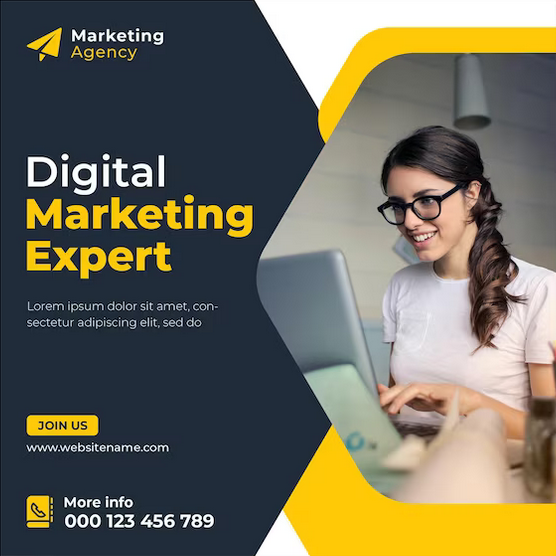 Marketing
Agency
Digital
Marketing
Expert
Lorem ipsum dolor sit amet, con-
sectetur adipiscing elit, sed do
JOIN US
www.websitename.com
More info
000 123 456 789